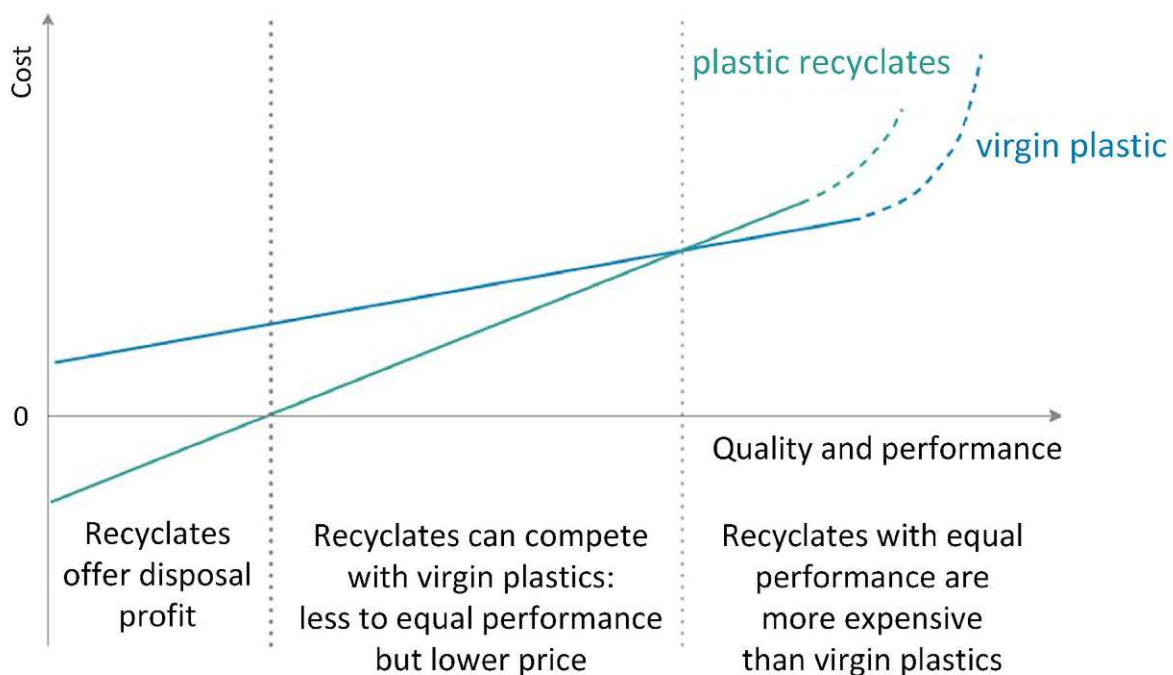 Cost
plastic recyclates
virgin plastic
0
Quality and performance
Recyclates
offer disposal
profit
Recyclates can compete
with virgin plastics:
less to equal performance
but lower price
Recyclates with equal
performance are
more expensive
than virgin plastics